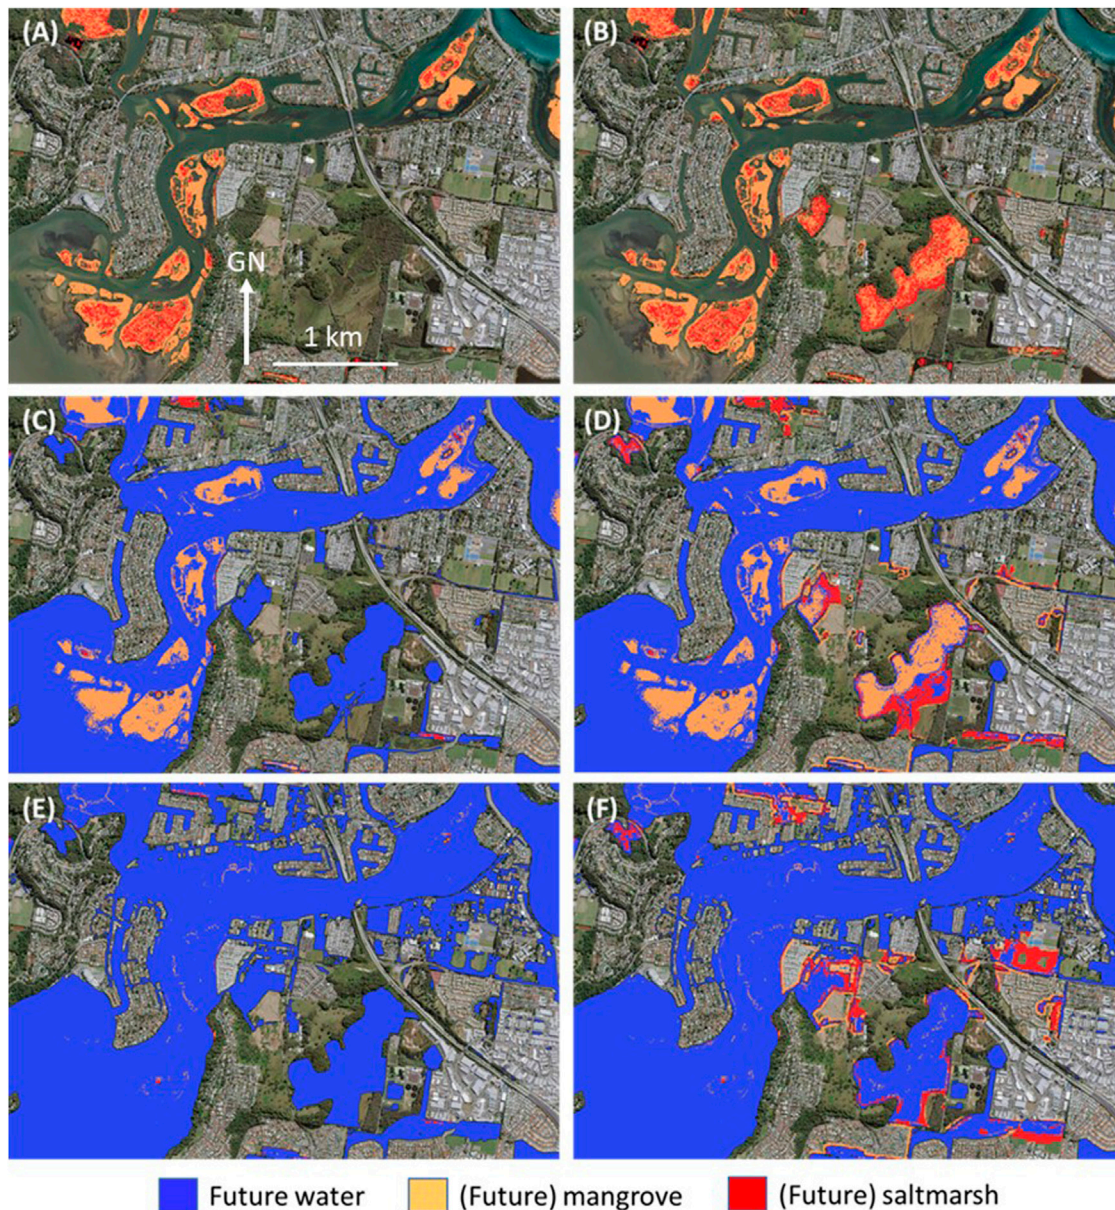 (A)
(B)
GN
1 km
(C)
(D)
(E)
(F)
Future water
(Future) mangrove
(Future) saltmarsh